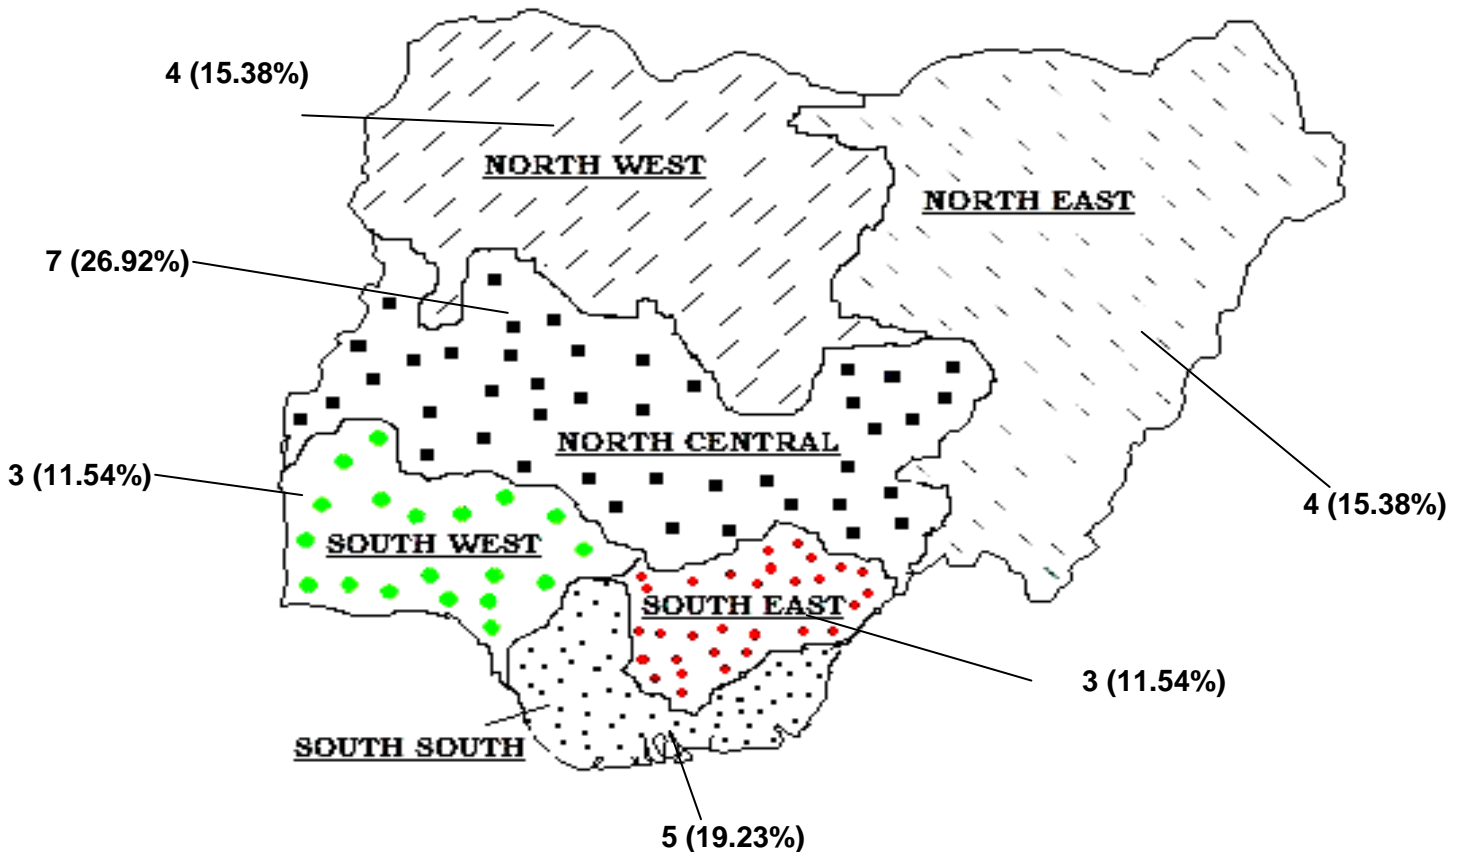 4 (15.38%)
NORTH WEST
NORTH EAST
7 (26.92%)
NORTH CENTRAL
3 (11.54%)
4 (15.38%)
SOUTH WEST
SOUTH EAST
3 (11.54%)
SOUTH SOUTH
5 (19.23%)